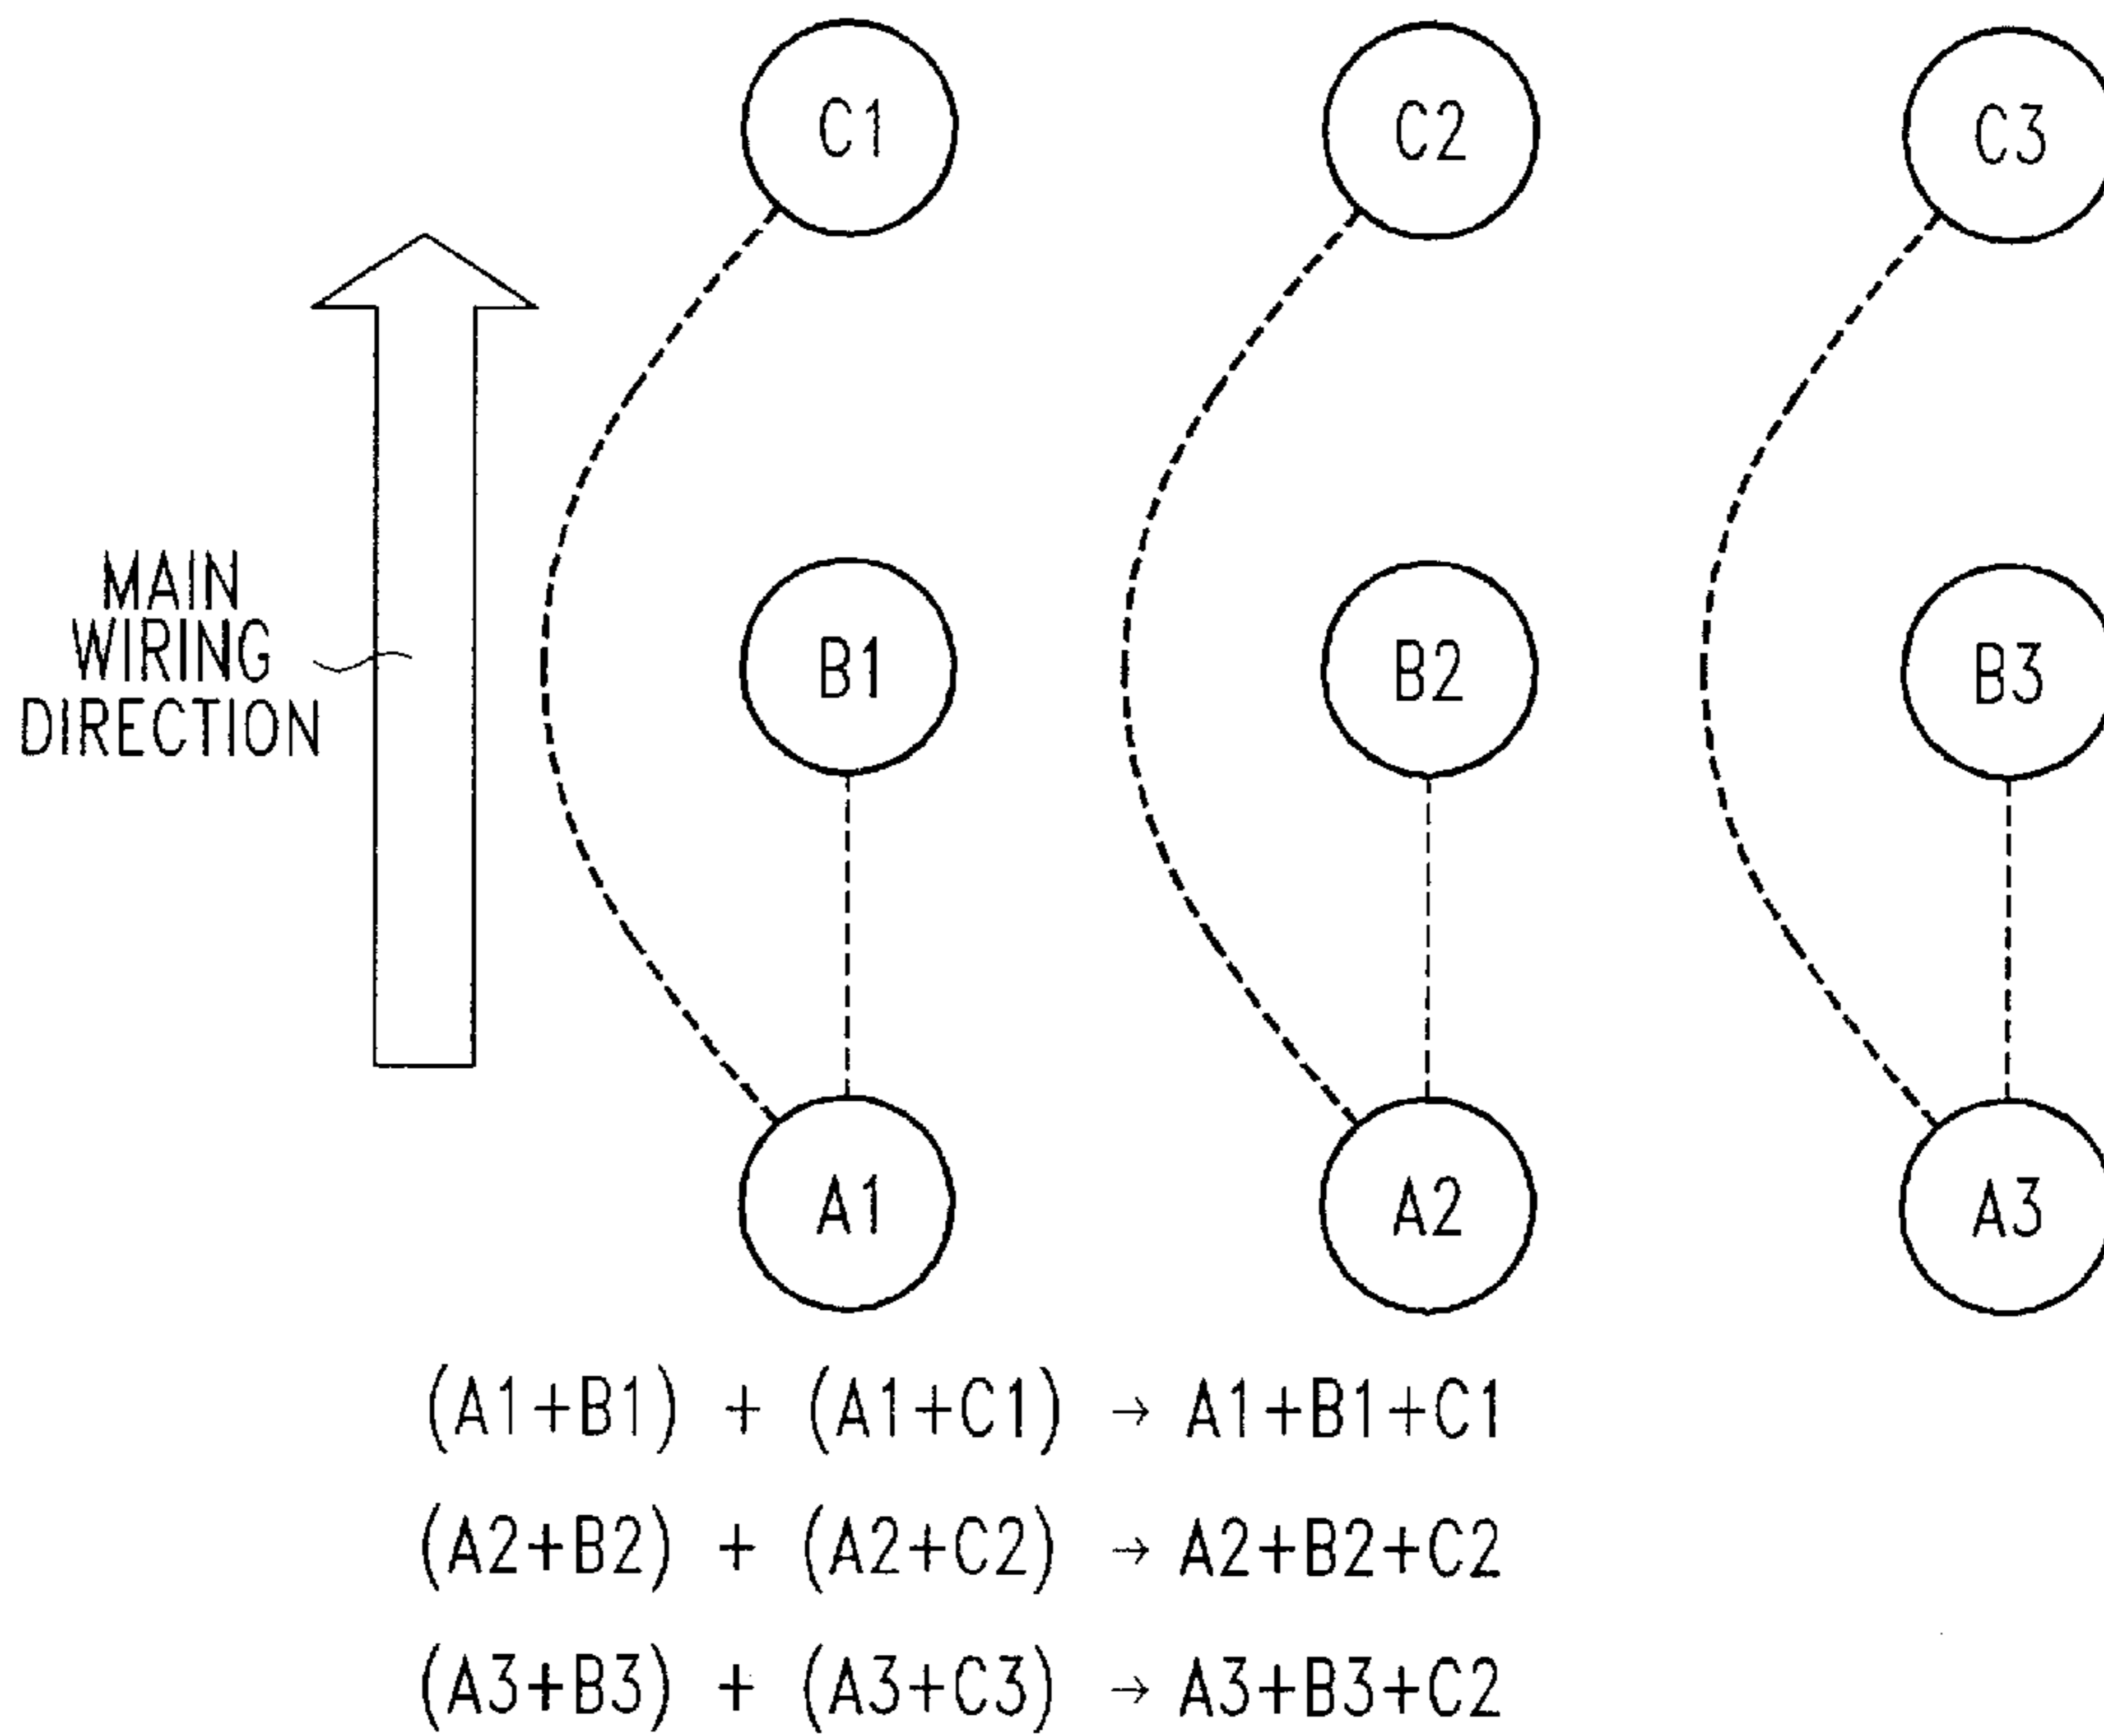 C1 C2 C3
MAIN
WIRING
DIRECTION
B1 B2 B3
A1 A2 A3
(A1+B1) + (A1+C1) → A1+B1+C1
(A2+B2) + (A2+C2) → A2+B2+C2
(A3+B3) + (A3+C3) → A3+B3+C2